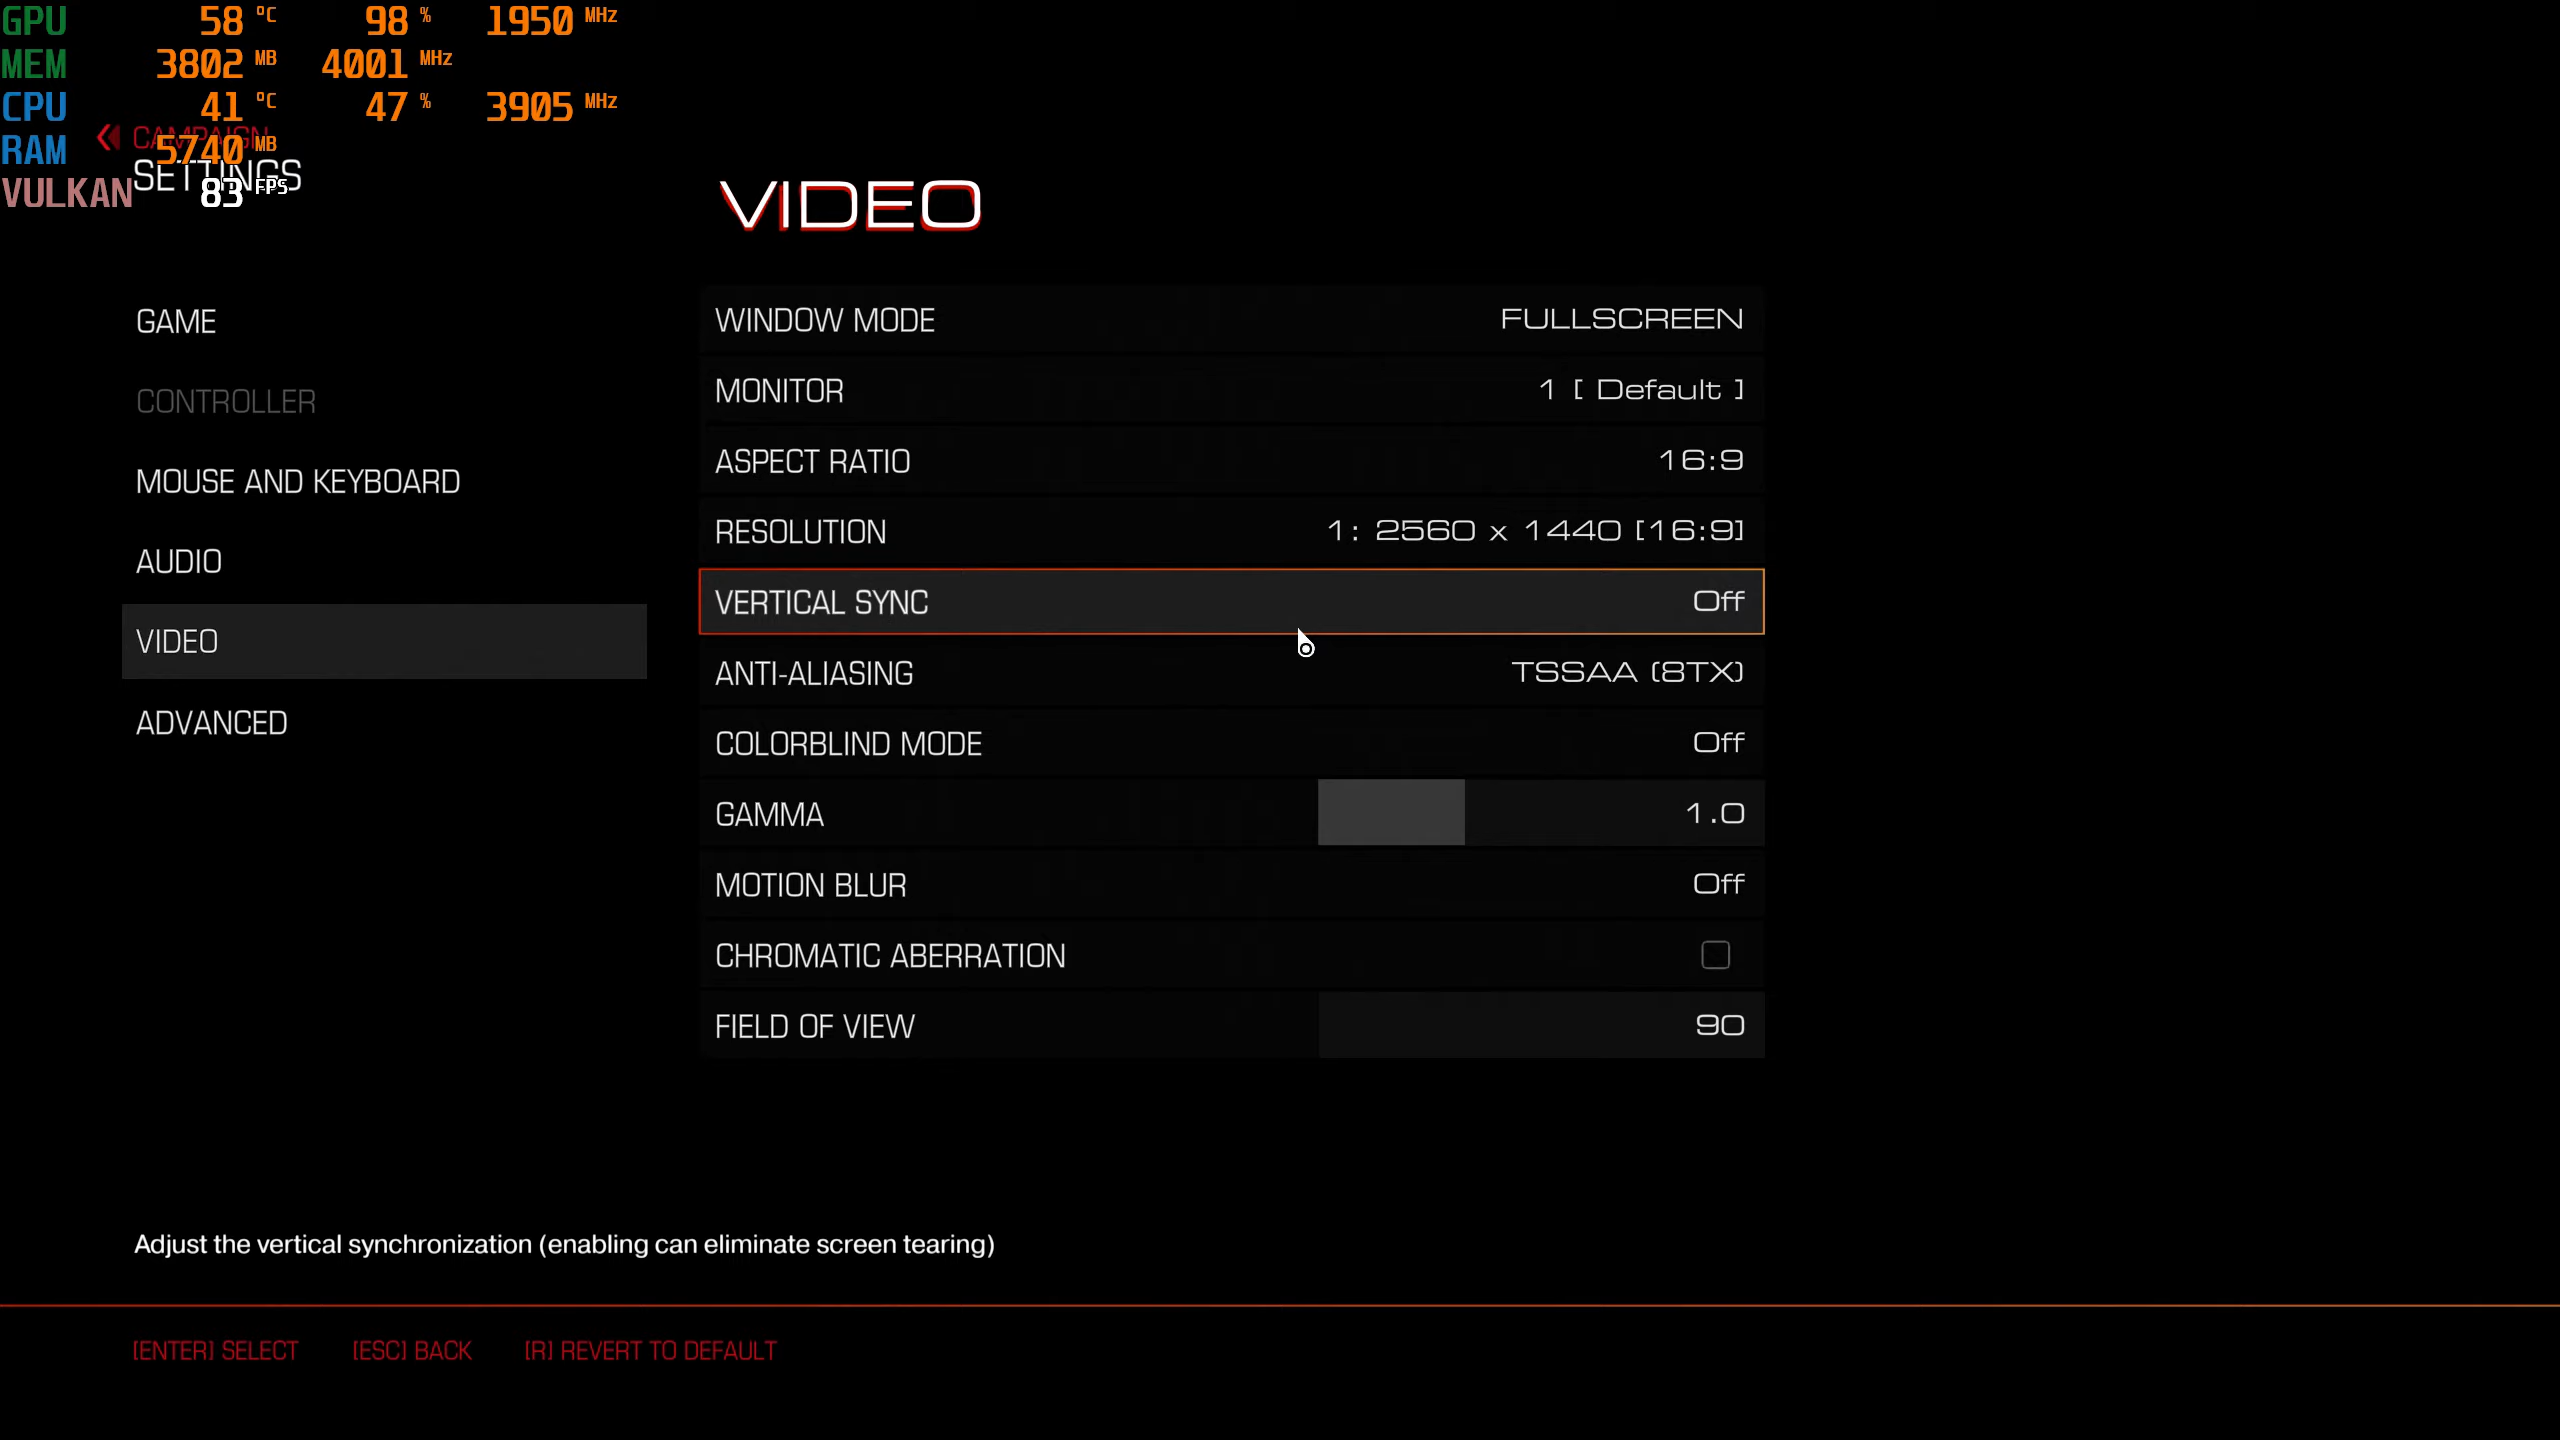 GPU 58 °C 98 % 1950 MHz
MEM 3802 MB 4001 MHz
CPU 41 °C 47 % 3905 MHz
CAMPAIGN
RAM 5740 MB
SETTINGS
VULKAN 83 FPS
VIDEO
GAME
CONTROLLER
MOUSE AND KEYBOARD
AUDIO
VIDEO
ADVANCED
WINDOW MODE FULLSCREEN
MONITOR 1 [ Default ]
ASPECT RATIO 16:9
RESOLUTION 1: 2560 x 1440 [16:9]
VERTICAL SYNC Off
ANTI-ALIASING TSSAA (8TX)
COLORBLIND MODE Off
GAMMA 1.0
MOTION BLUR Off
CHROMATIC ABERRATION
FIELD OF VIEW 90
Adjust the vertical synchronization (enabling can eliminate screen tearing)
[ENTER] SELECT [ESC] BACK [R] REVERT TO DEFAULT